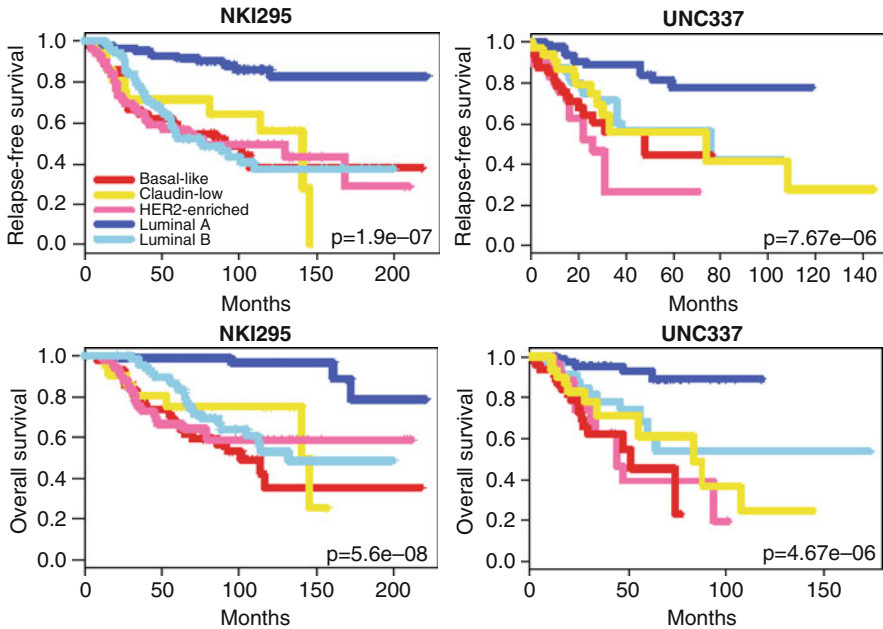 NKI295
Relapse-free survival
1.0
0.8
0.6
0.4
0.2
0.0
Basal-like
Claudin-low
HER2-enriched
Luminal A
Luminal B
p=1.9e–07
0 50 100 150 200
Months
UNC337
Relapse-free survival
1.0
0.8
0.6
0.4
0.2
0.0
p=7.67e–06
0 20 40 60 80 100 120 140
Months
NKI295
Overall survival
1.0
0.8
0.6
0.4
0.2
0.0
p=5.6e–08
0 50 100 150 200
Months
UNC337
Overall survival
1.0
0.8
0.6
0.4
0.2
0.0
p=4.67e–06
0 50 100 150
Months